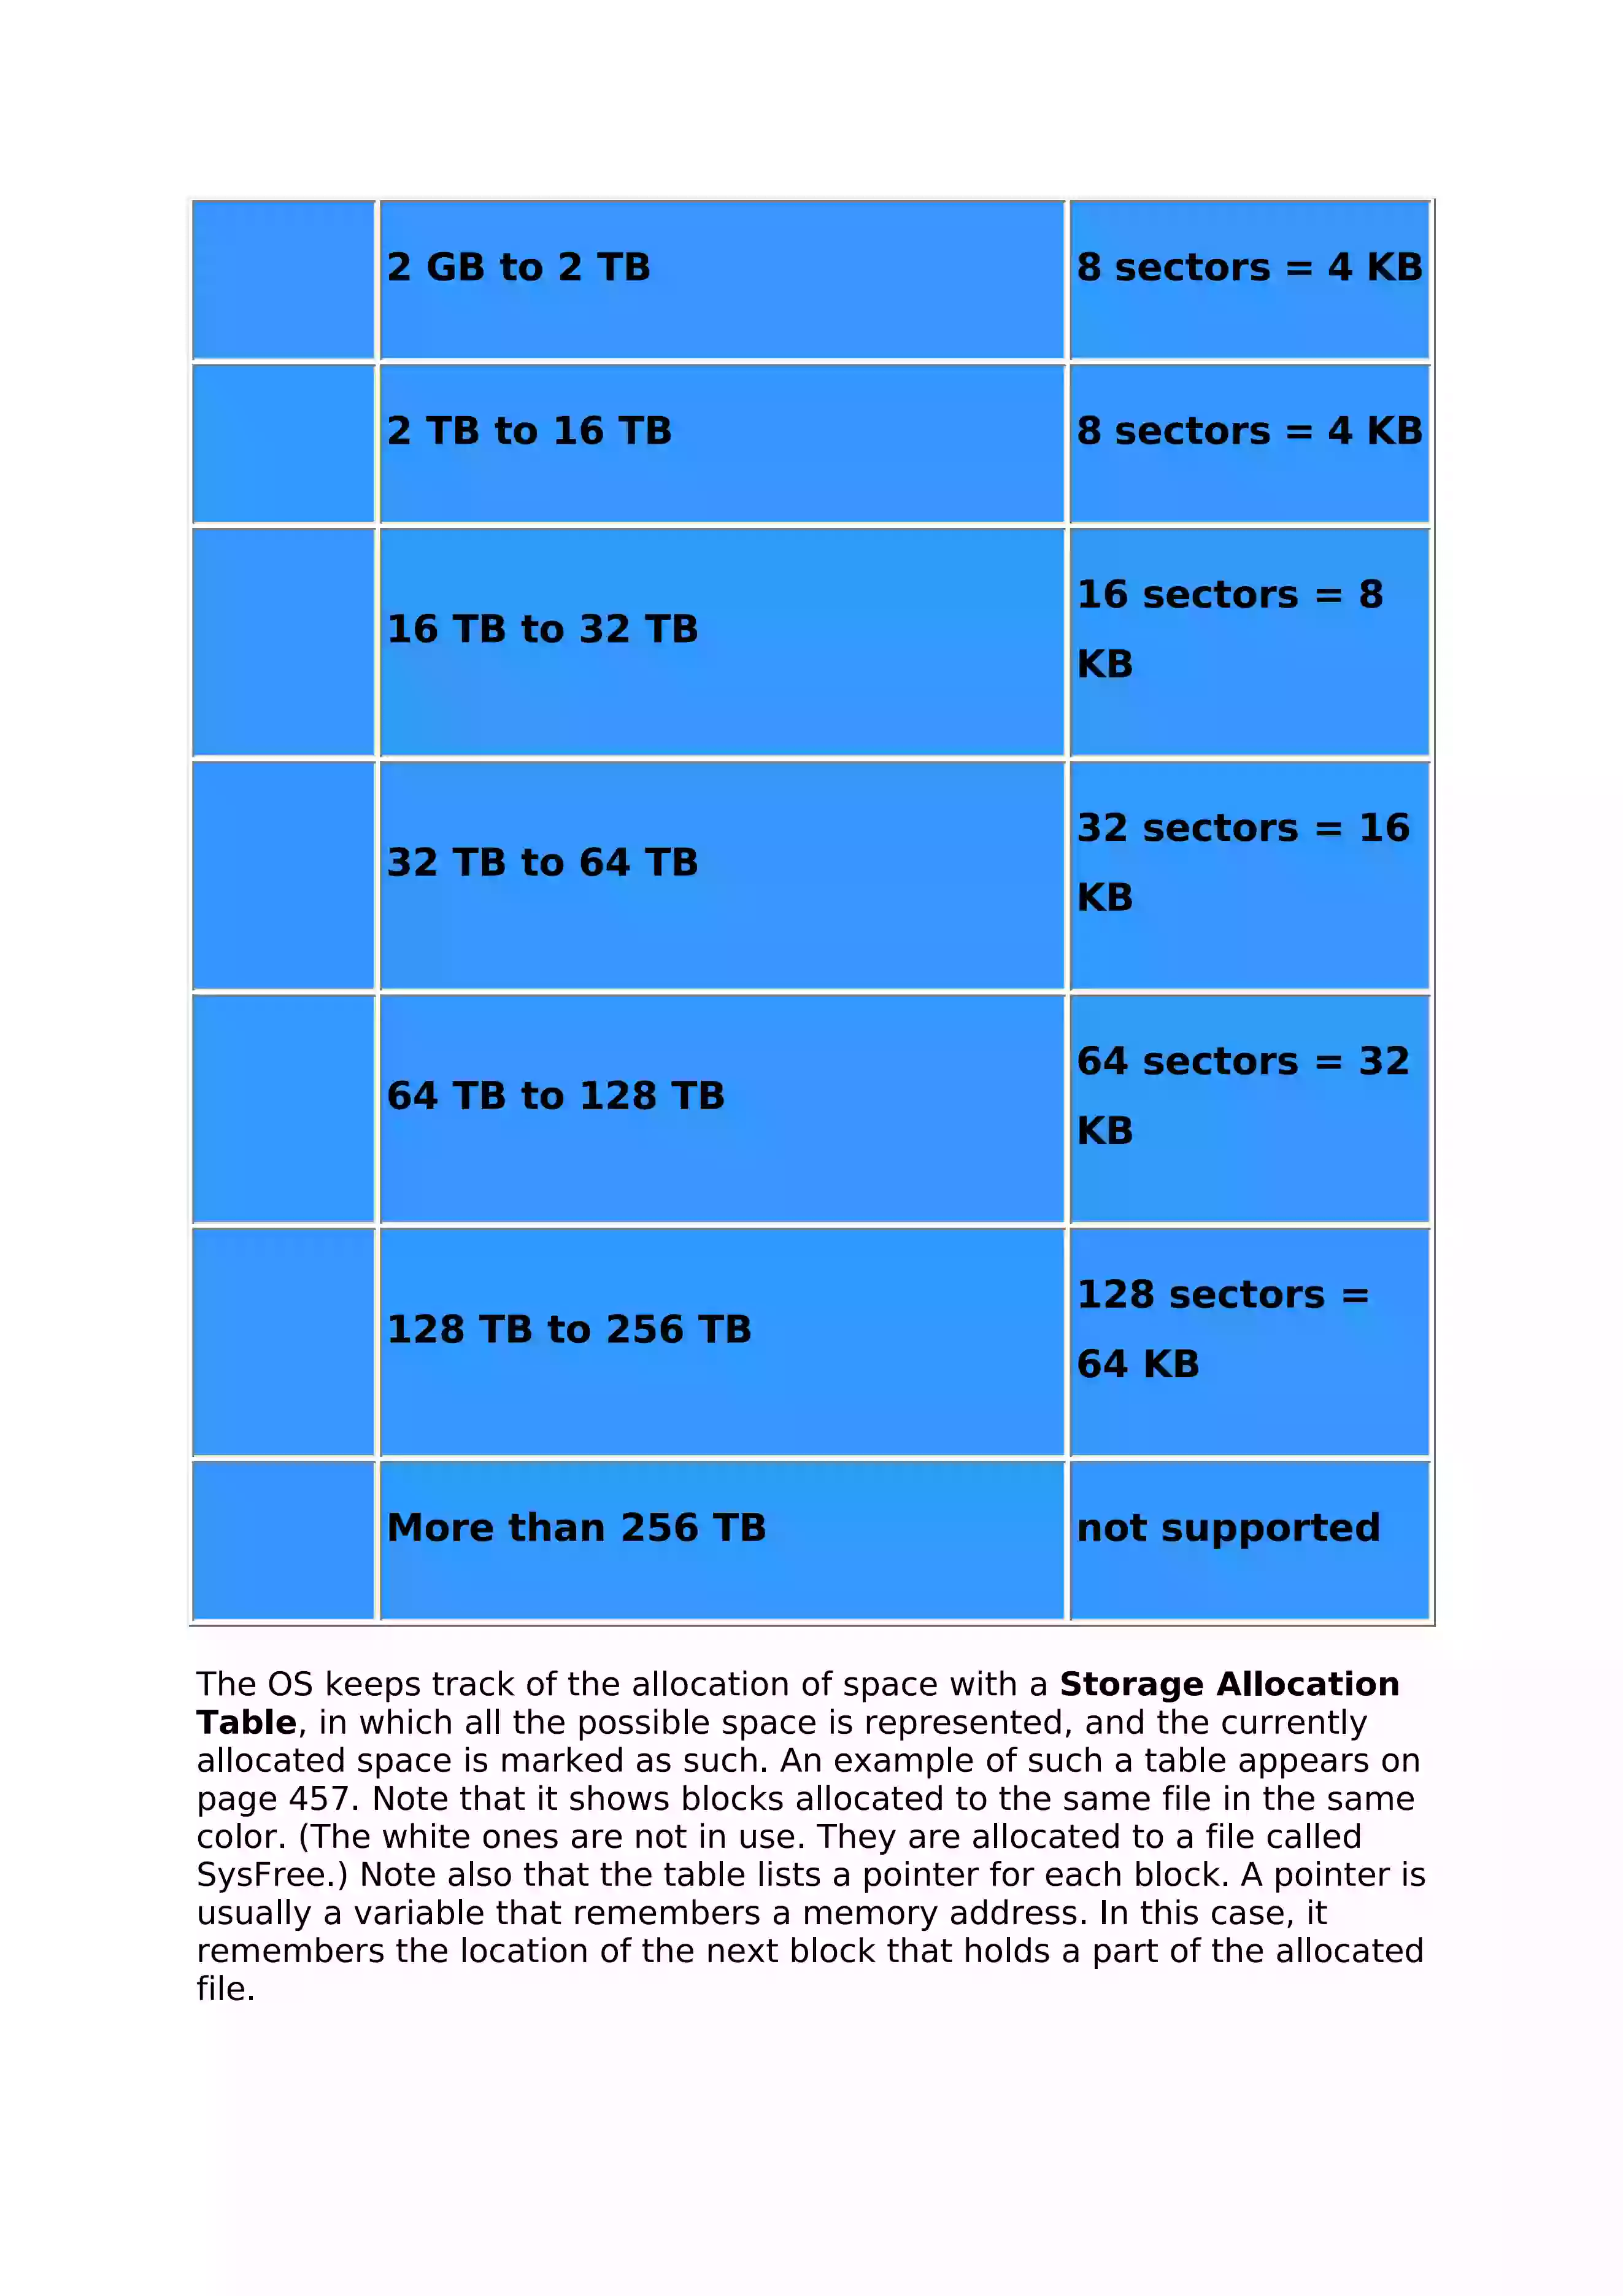 2 GB to 2 TB
8 sectors = 4 KB
2 TB to 16 TB
8 sectors = 4 KB
16 TB to 32 TB
16 sectors = 8
KB
32 TB to 64 TB
32 sectors = 16
KB
64 TB to 128 TB
64 sectors = 32
KB
128 TB to 256 TB
128 sectors =
64 KB
More than 256 TB
not supported
The OS keeps track of the allocation of space with a Storage Allocation
Table, in which all the possible space is represented, and the currently
allocated space is marked as such. An example of such a table appears on
page 457. Note that it shows blocks allocated to the same file in the same
color. (The white ones are not in use. They are allocated to a file called
SysFree.) Note also that the table lists a pointer for each block. A pointer is
usually a variable that remembers a memory address. In this case, it
remembers the location of the next block that holds a part of the allocated
file.